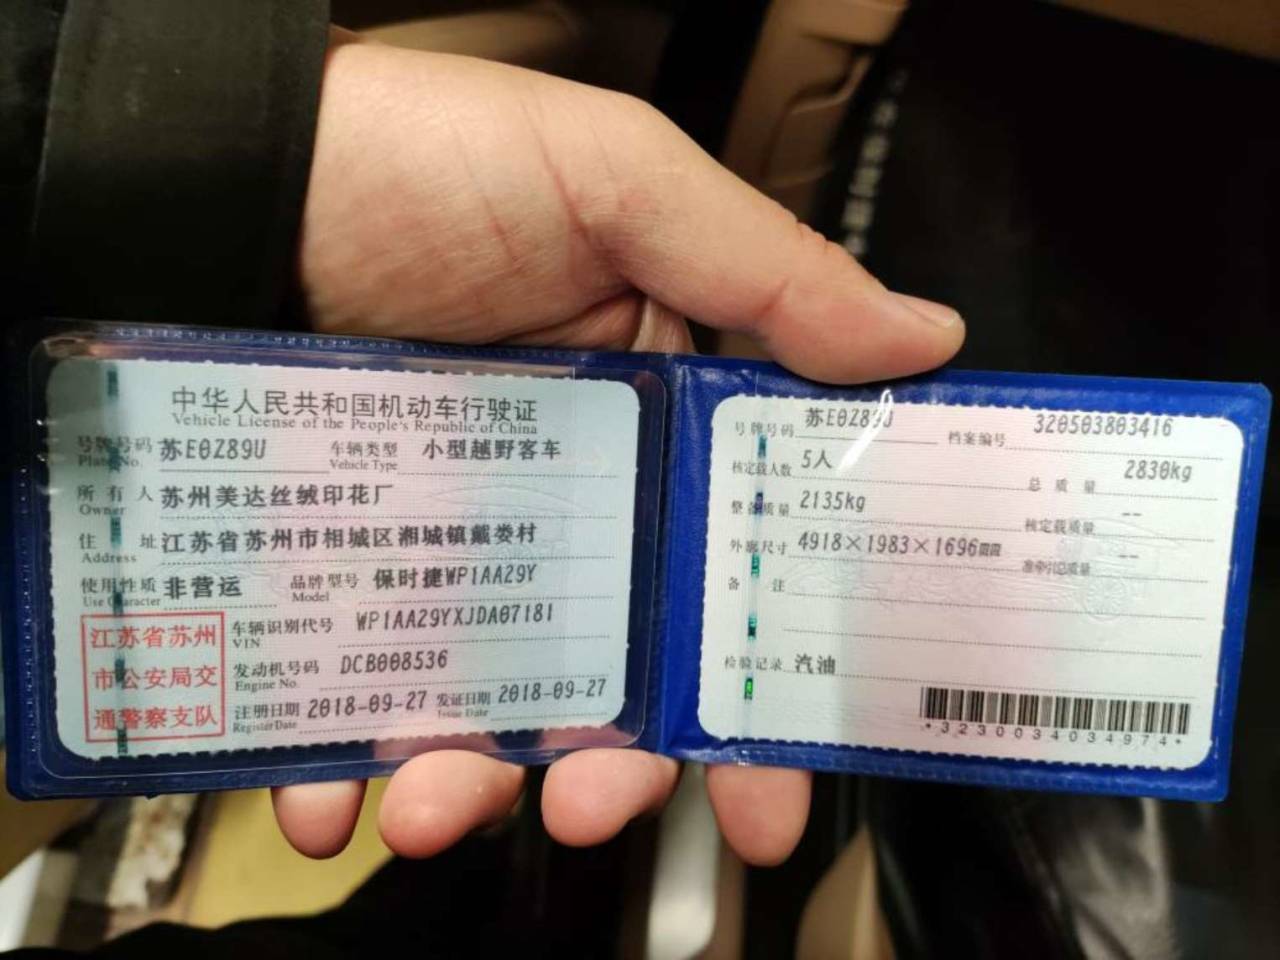 中华人民共和国机动车行驶证
Vehicle License of the People's Republic of China
号牌号码 苏E0Z89U 车辆类型 小型越野客车
Plate No. Vehicle Type
所有人 苏州美达丝绒印花厂
Owner
住址 江苏省苏州市相城区湘城镇戴娄村
Address
使用性质 非营运 品牌型号 保时捷WP1AA29Y
Use Character Model
江苏省苏州
市公安局交
通警察支队
车辆识别代号 WP1AA29YXJDA07181
VIN
发动机号码 DCB008536
Engine No.
注册日期 2018-09-27 发证日期 2018-09-27
Register Date Issue Date
号牌号码 苏E0Z89U 档案编号 320503803416
核定载人数 5人 总质量 2830kg
整备质量 2135kg 核定载质量 --
外廓尺寸 4918×1983×1696mm 准牵引总质量 --
备注
检验记录 汽油
*3230034034974*